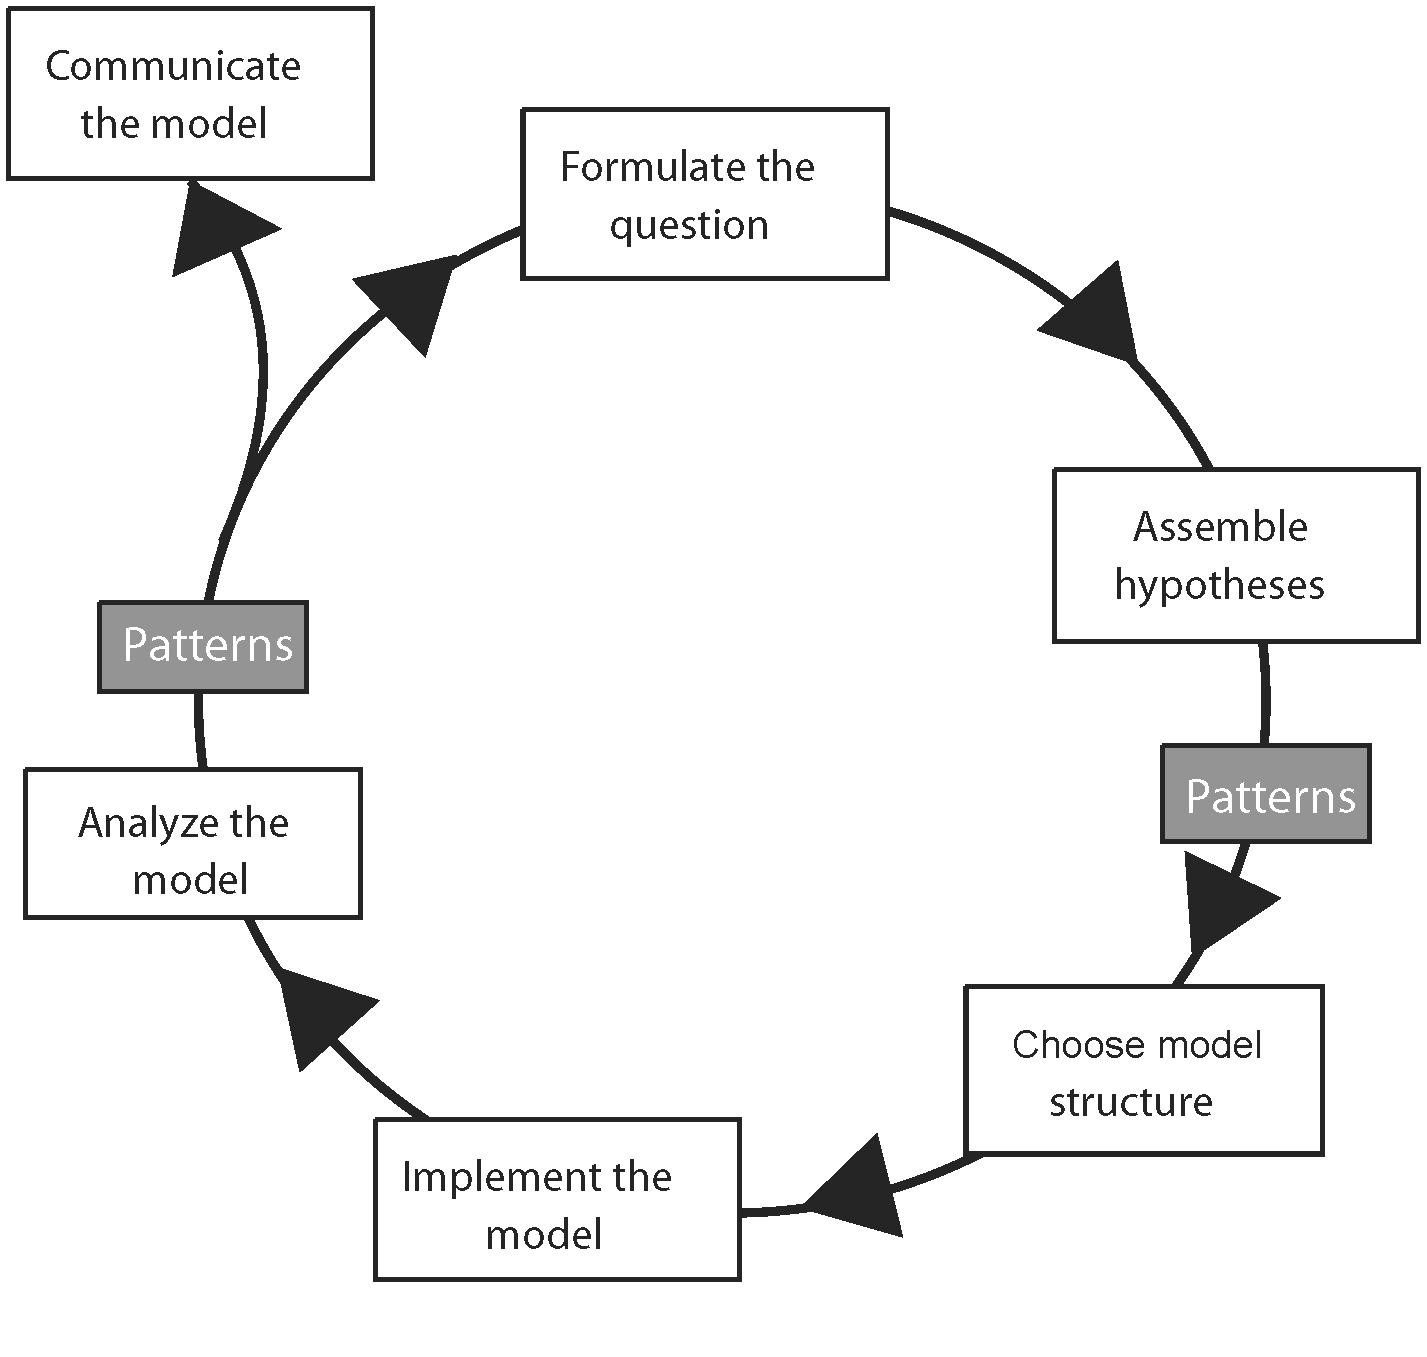 Communicate
the model
Formulate the
question
Assemble
hypotheses
Patterns
Choose model
structure
Implement the
model
Analyze the
model
Patterns